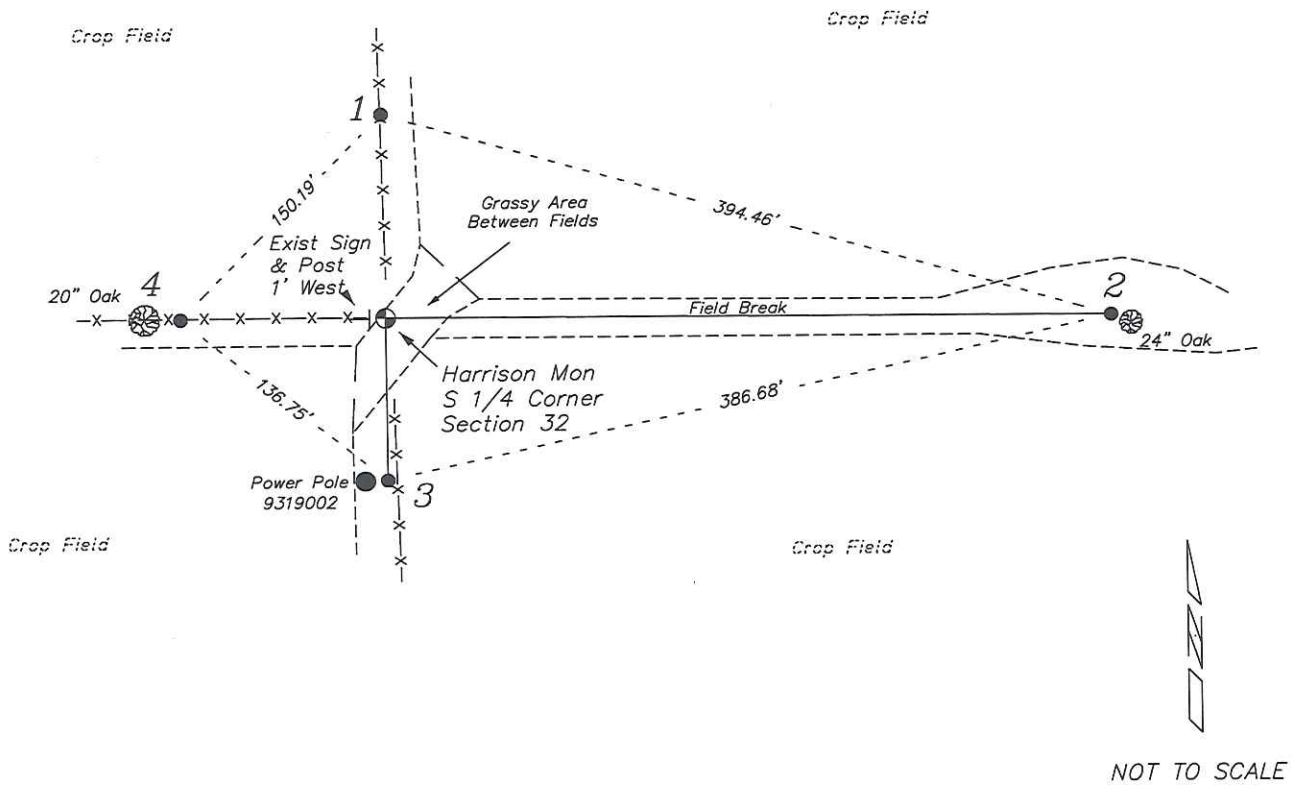 Crop Field
Crop Field
1
150.19'
394.46'
Grassy Area
Between Fields
Exist Sign
& Post
1' West
20" Oak
4
2
Field Break
24" Oak
Harrison Mon
S 1/4 Corner
Section 32
136.75'
386.68'
Power Pole
9319002
3
Crop Field
Crop Field
N
NOT TO SCALE